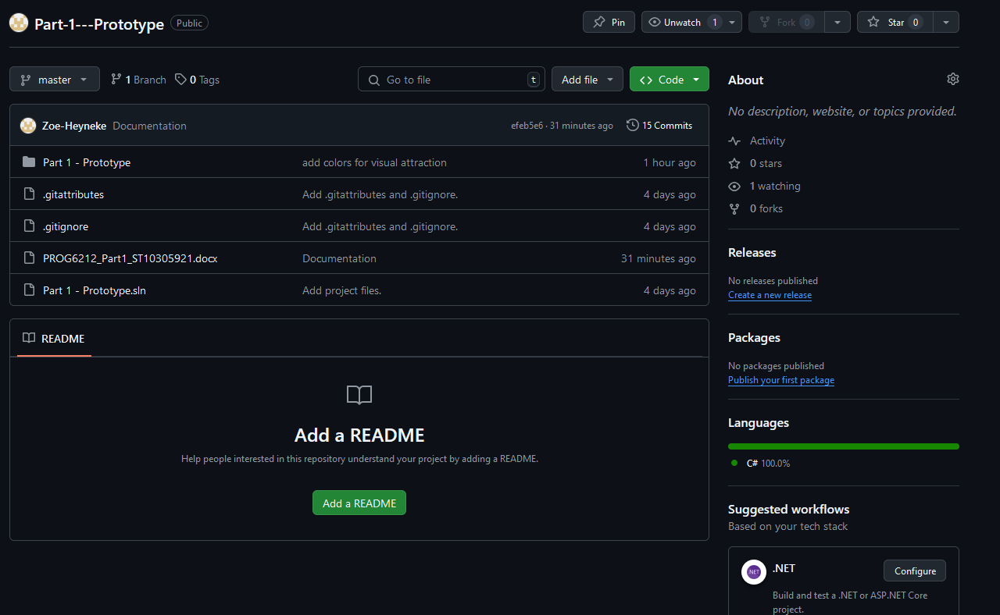 Part-1---Prototype Public Pin Unwatch 1 Fork 0 Star 0
master 1 Branch 0 Tags Go to file t Add file Code
Zoe-Heyneke Documentation efeb5e6 · 31 minutes ago 15 Commits
Part 1 - Prototype add colors for visual attraction 1 hour ago
.gitattributes Add .gitattributes and .gitignore. 4 days ago
.gitignore Add .gitattributes and .gitignore. 4 days ago
PROG6212_Part1_ST10305921.docx Documentation 31 minutes ago
Part 1 - Prototype.sln Add project files. 4 days ago
README
Add a README
Help people interested in this repository understand your project by adding a README.
Add a README
About
No description, website, or topics provided.
Activity
0 stars
1 watching
0 forks
Releases
No releases published
Create a new release
Packages
No packages published
Publish your first package
Languages
C# 100.0%
Suggested workflows
Based on your tech stack
.NET .NET Configure
Build and test a .NET or ASP.NET Core
project.